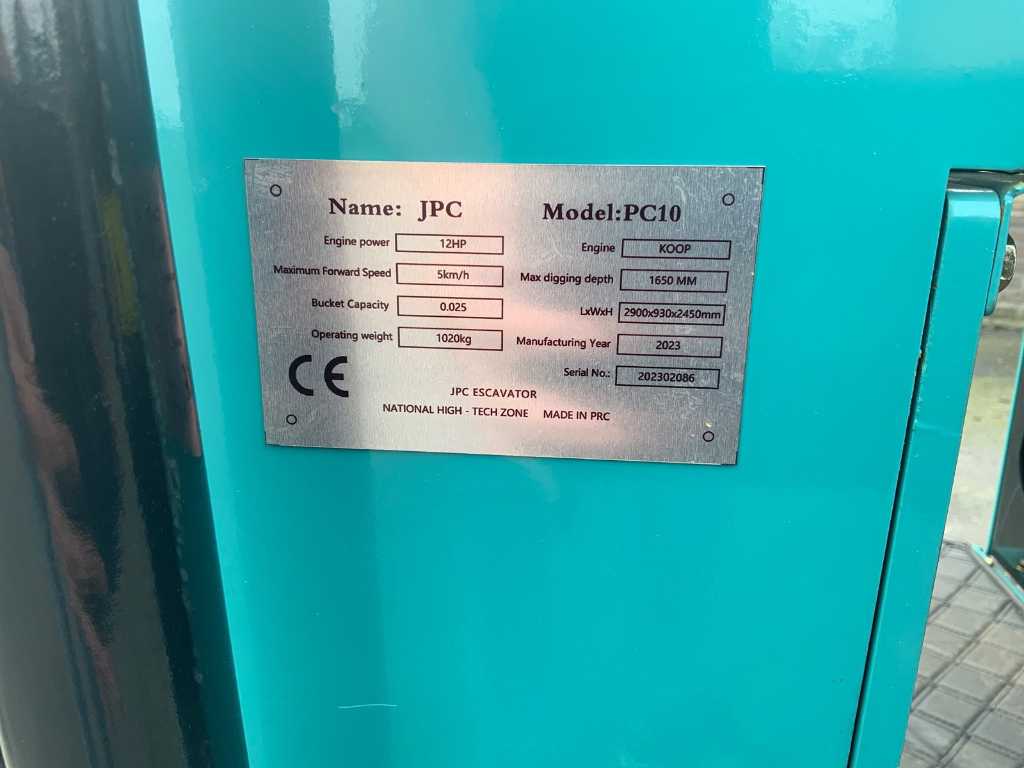 Name: JPC Model:PC10
Engine power 12HP Engine KOOP
Maximum Forward Speed 5km/h Max digging depth 1650 MM
Bucket Capacity 0.025 LxWxH 2900x930x2450mm
Operating weight 1020kg Manufacturing Year 2023
Serial No.: 202302086
CE
JPC ESCAVATOR
NATIONAL HIGH - TECH ZONE MADE IN PRC